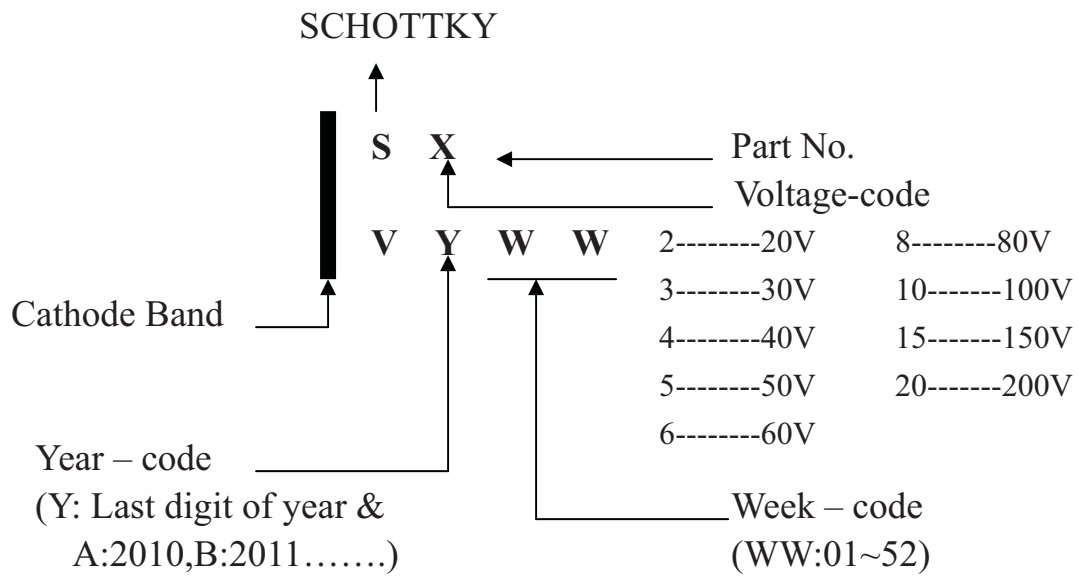 SCHOTTKY
S X
Part No.
Voltage-code
V Y W W
2--------20V 8--------80V
3--------30V 10-------100V
4--------40V 15-------150V
5--------50V 20-------200V
6--------60V
Cathode Band
Year – code
(Y: Last digit of year &
A:2010,B:2011…….)
Week – code
(WW:01~52)